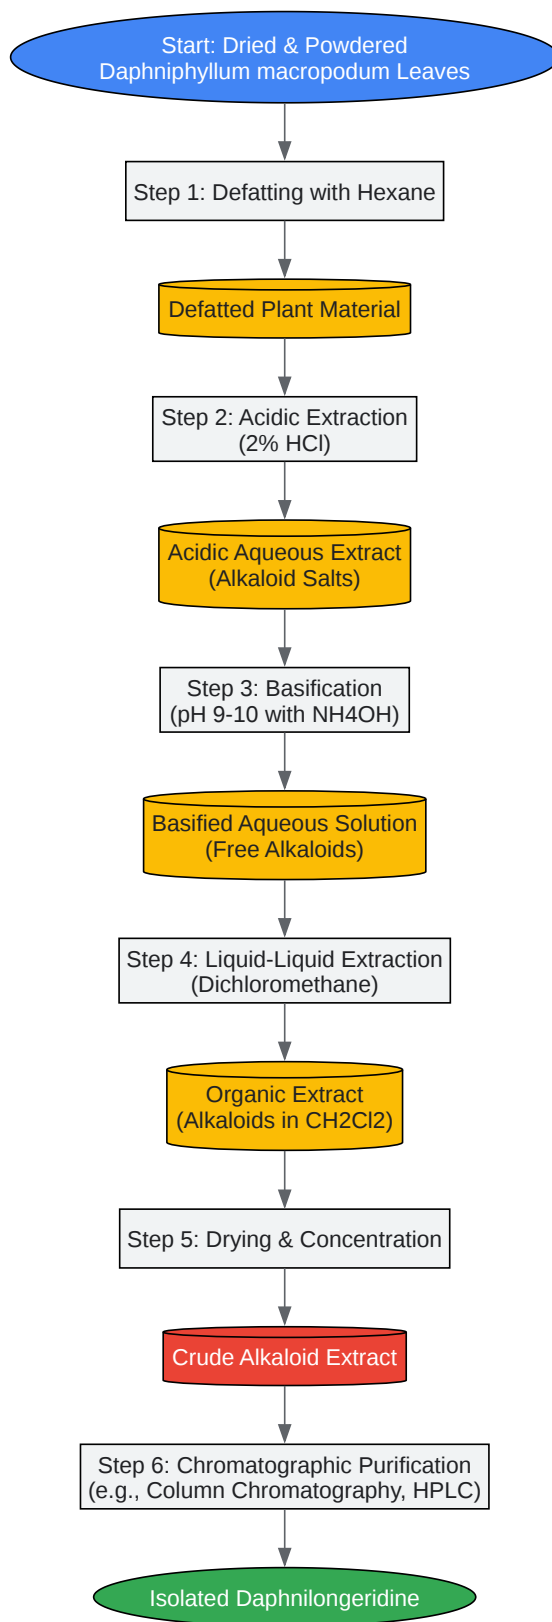 Start: Dried & Powdered
Daphniphyllum macropodum Leaves
Step 1: Defatting with Hexane
Defatted Plant Material
Step 2: Acidic Extraction
(2% HCl)
Acidic Aqueous Extract
(Alkaloid Salts)
Step 3: Basification
(pH 9-10 with NH4OH)
Basified Aqueous Solution
(Free Alkaloids)
Step 4: Liquid-Liquid Extraction
(Dichloromethane)
Organic Extract
(Alkaloids in CH2Cl2)
Step 5: Drying & Concentration
Crude Alkaloid Extract
Step 6: Chromatographic Purification
(e.g., Column Chromatography, HPLC)
Isolated Daphnilongeridine